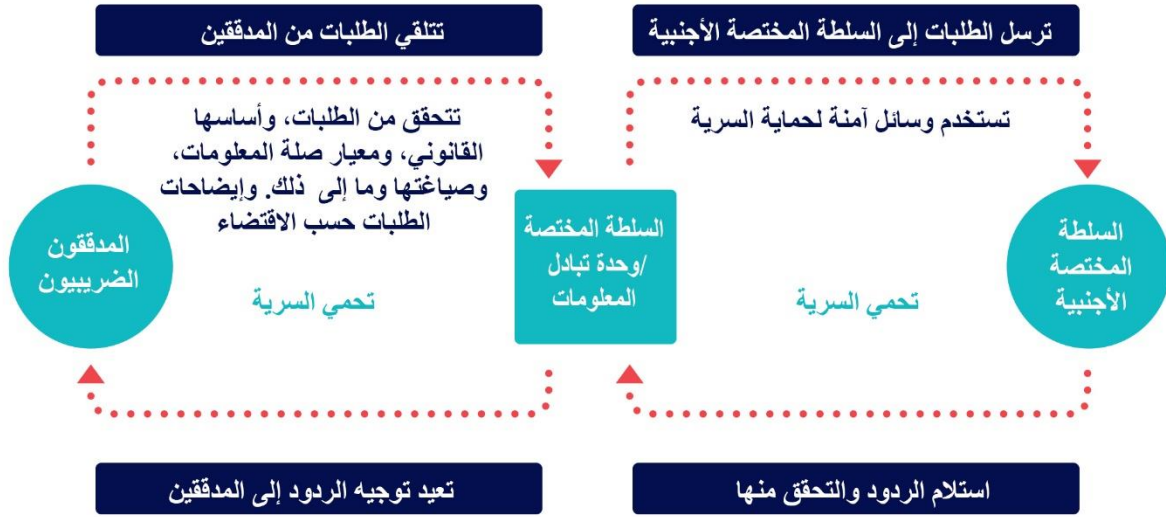 ترسل الطلبات إلى السلطة المختصة الأجنبية
تتلقي الطلبات من المدققين
تستخدم وسائل آمنة لحماية السرية
تتحقق من الطلبات، وأساسها
القانوني، ومعيار صلة المعلومات،
وصياغتها وما إلى ذلك. وإيضاحات
الطلبات حسب الاقتضاء
السلطة
المختصة
الأجنبية
تحمي السرية
السلطة المختصة
/وحدة تبادل
المعلومات
تحمي السرية
المدققون
الضريبيون
استلام الردود والتحقق منها
تعيد توجيه الردود إلى المدققين